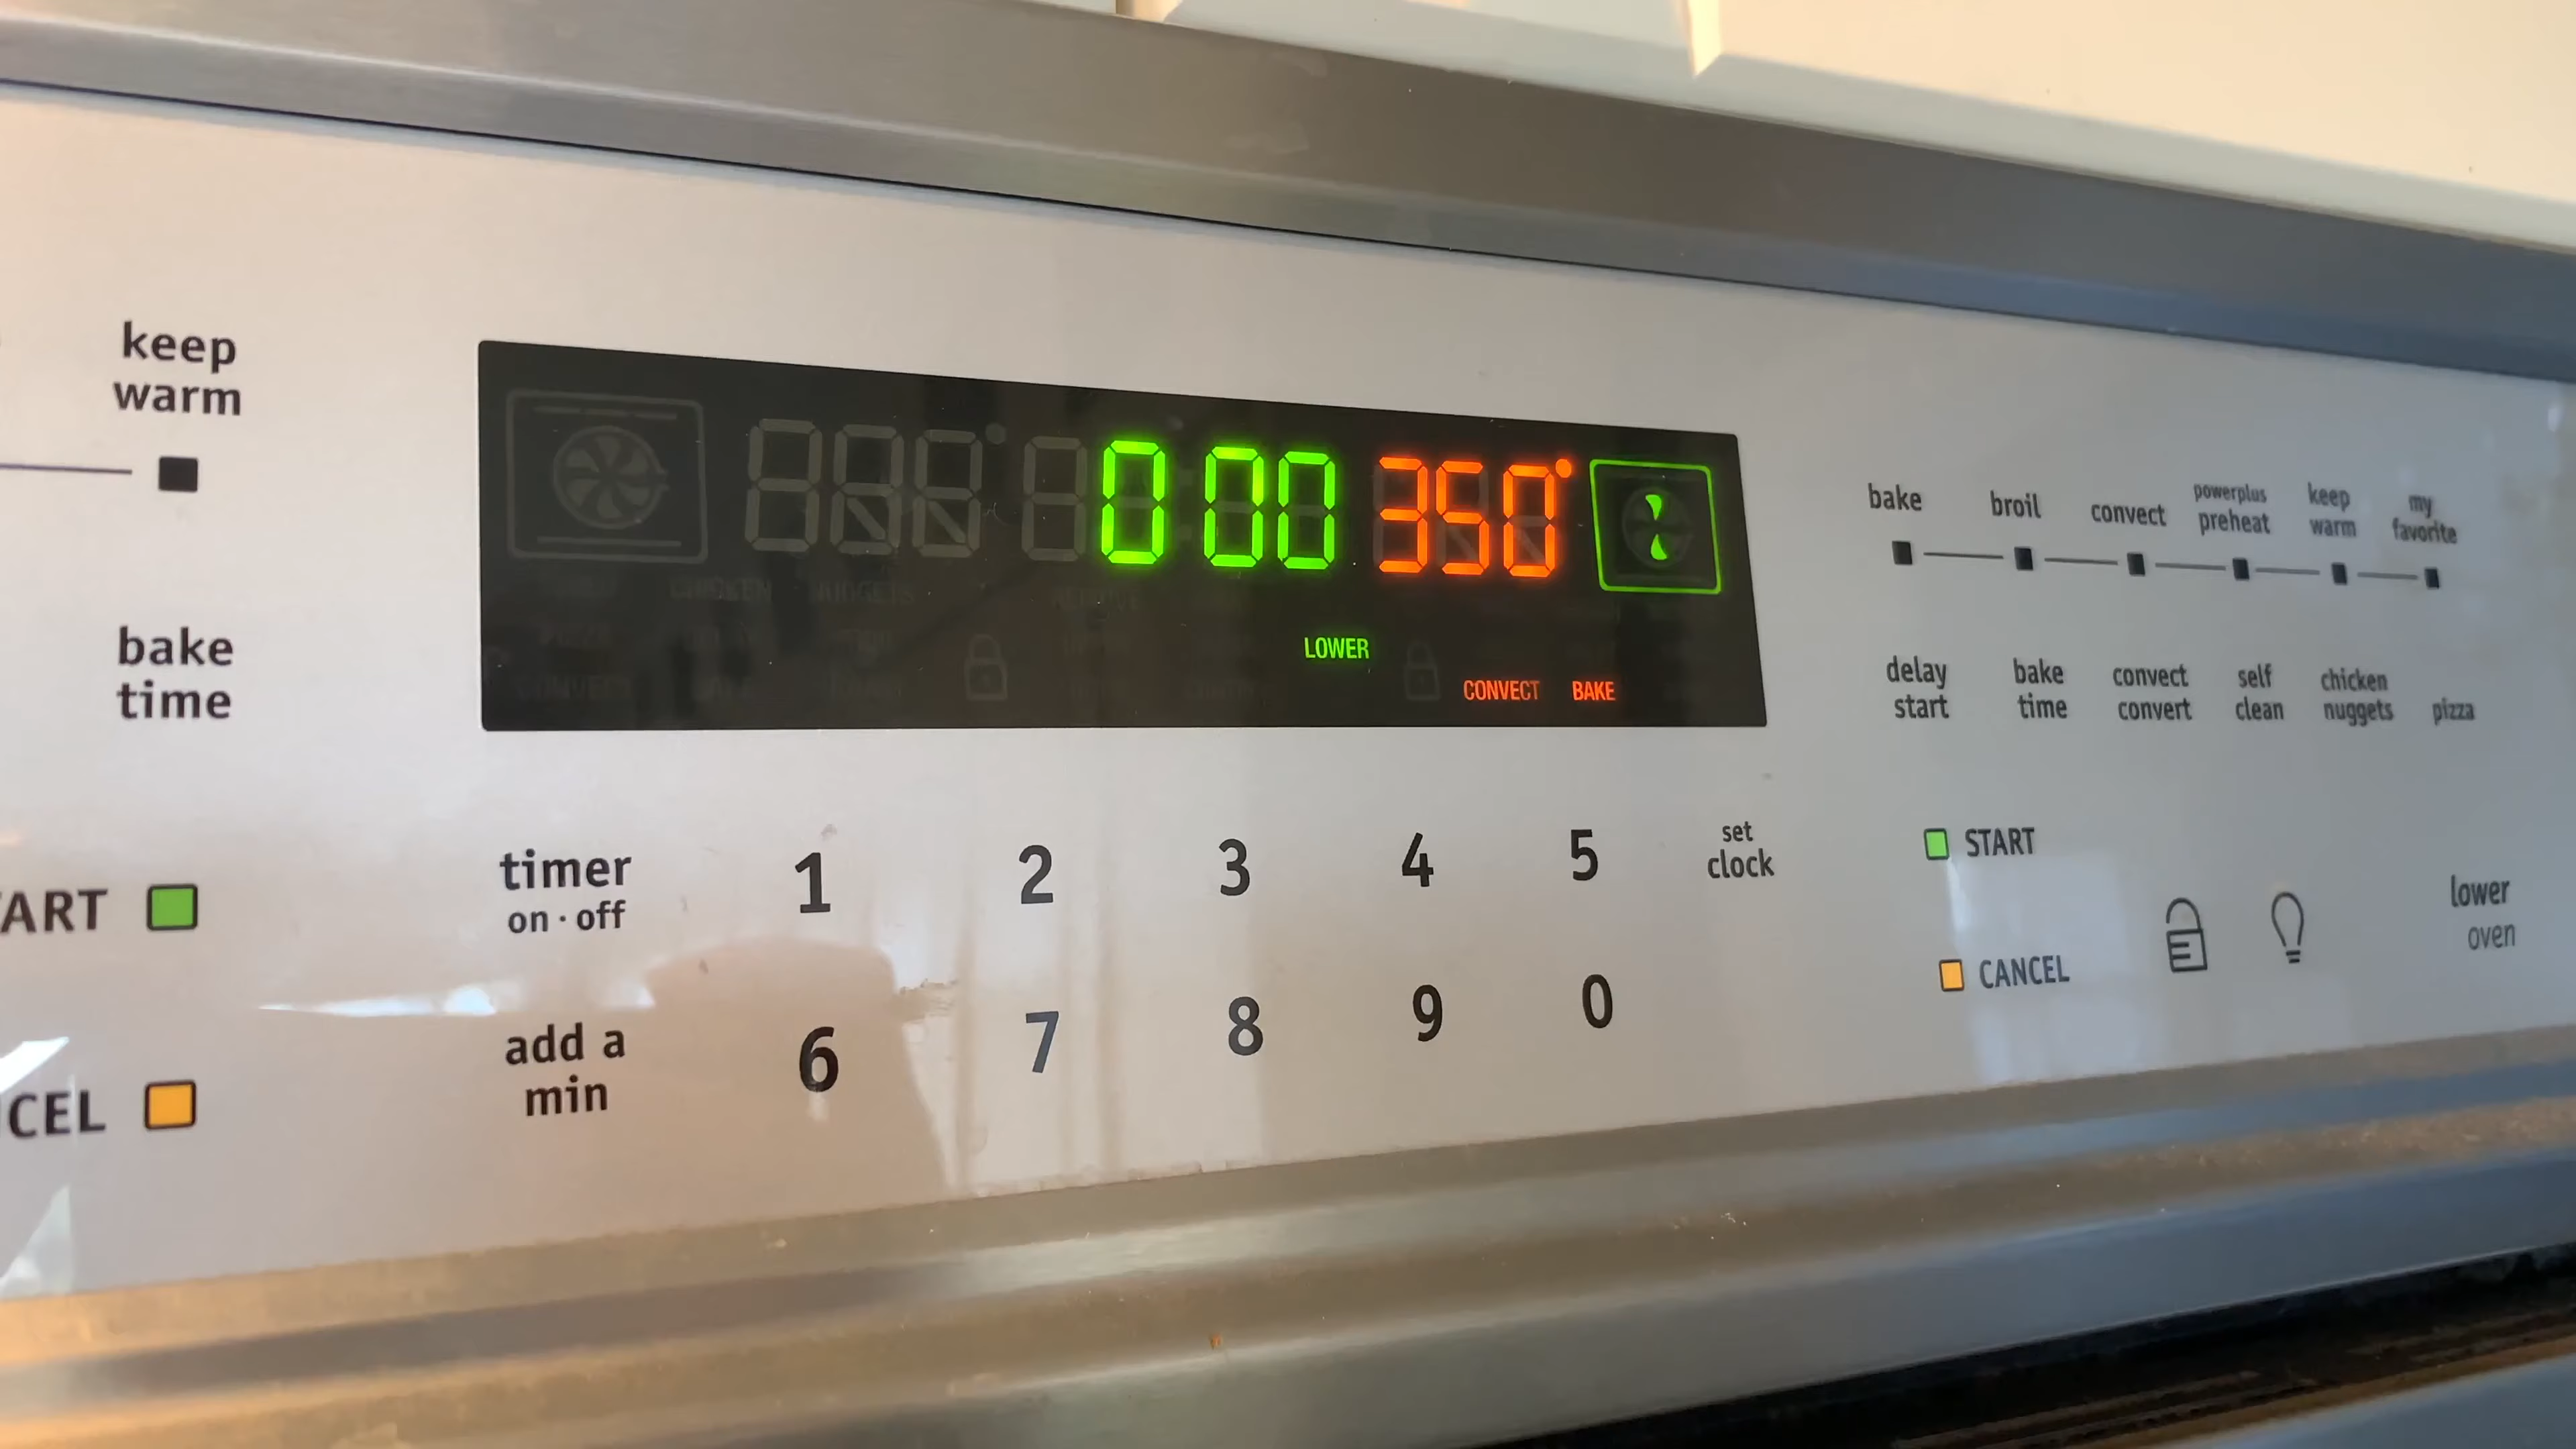 keep
warm
bake
time
ART
CEL
0 00 350°
LOWER
CONVECT BAKE
timer
on·off
add a
min
1 2 3 4 5
6 7 8 9 0
set
clock
bake
broil
convect
powerplus
preheat
keep
warm
my
favorite
delay
start
bake
time
convect
convert
self
clean
chicken
nuggets
pizza
START
CANCEL
lower
oven